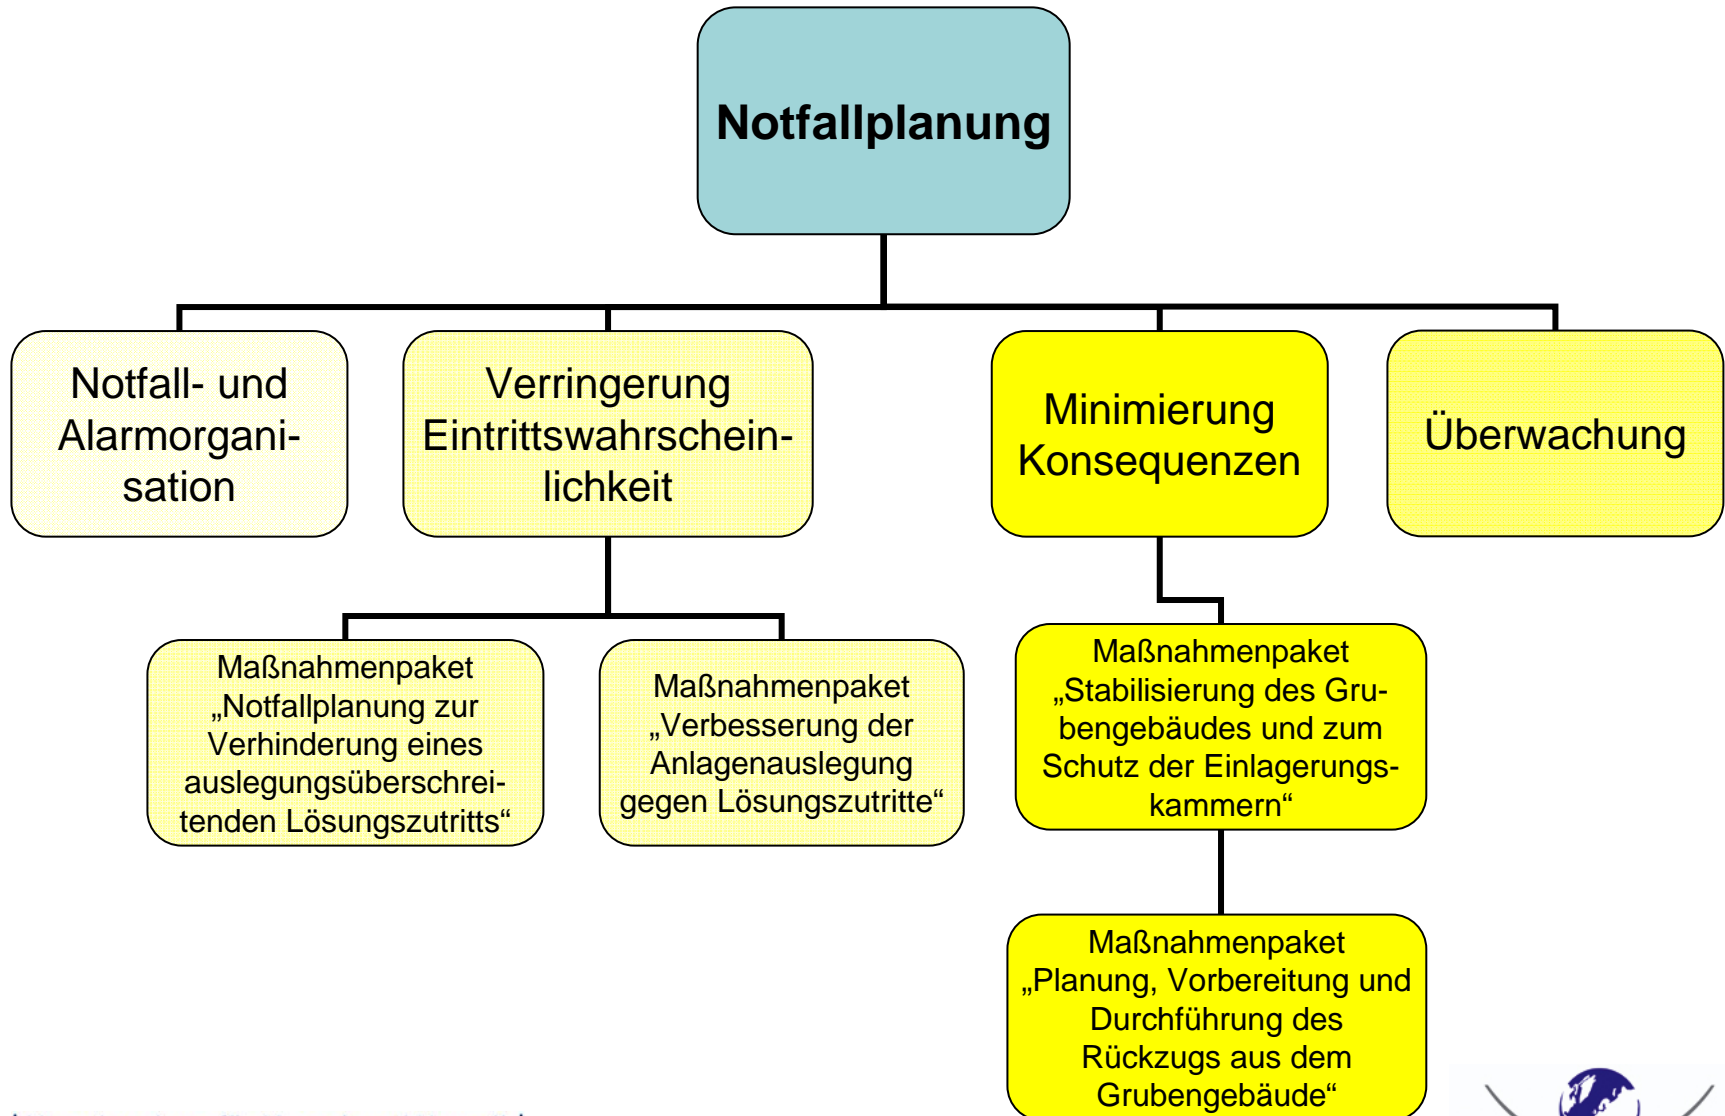 Notfallplanung
Notfall- und
Alarmorgani-
sation
Verringerung
Eintrittswahrschein-
lichkeit
Minimierung
Konsequenzen
Überwachung
Maßnahmenpaket
„Notfallplanung zur
Verhinderung eines
auslegungsüberschrei-
tenden Lösungszutritts“
Maßnahmenpaket
„Verbesserung der
Anlagenauslegung
gegen Lösungszutritte“
Maßnahmenpaket
„Stabilisierung des Gru-
bengebäudes und zum
Schutz der Einlagerungs-
kammern“
Maßnahmenpaket
„Planung, Vorbereitung und
Durchführung des
Rückzugs aus dem
Grubengebäude“